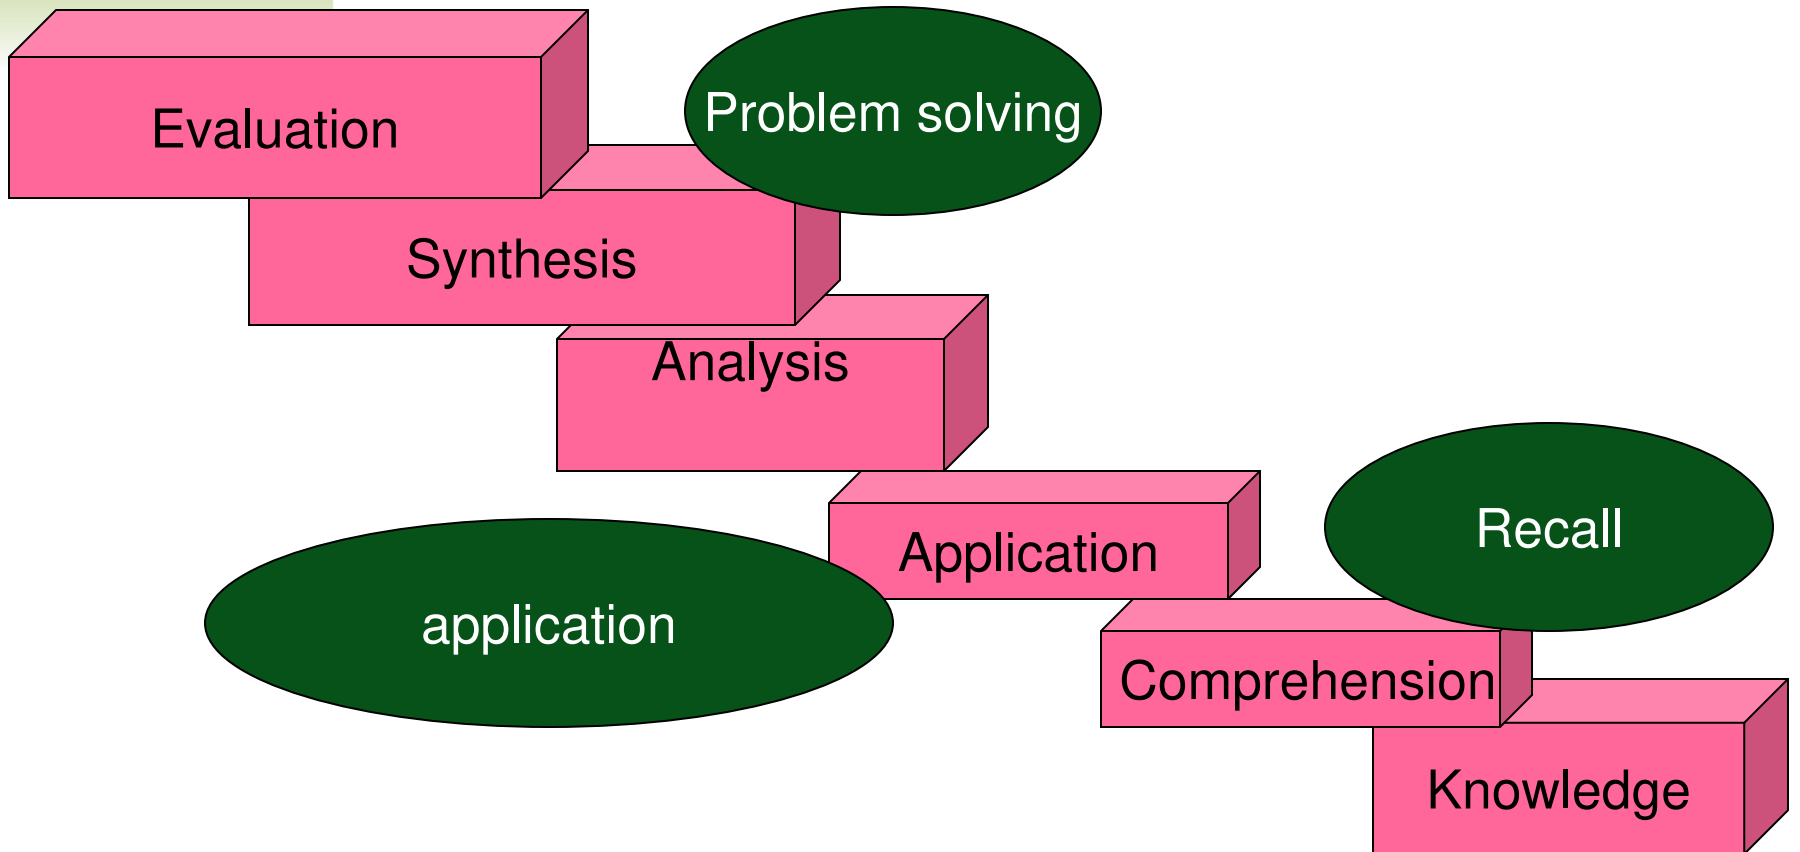 Evaluation
Problem solving
Synthesis
Analysis
Application
Recall
application
Comprehension
Knowledge